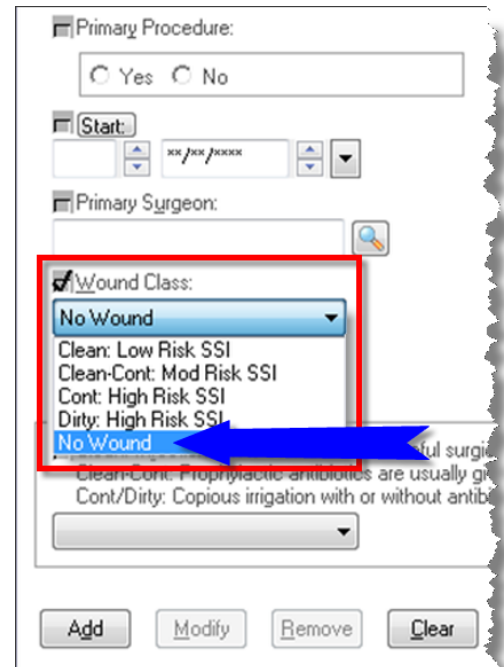 Primary Procedure:
Yes No
Start:
**/**/****
Primary Surgeon:
Wound Class:
No Wound
Clean: Low Risk SSI
Clean-Cont: Mod Risk SSI
Cont: High Risk SSI
Dirty: High Risk SSI
No Wound
Clean-Cont: Prophylactic antibiotics are usually
Cont/Dirty: Copious irrigation with or without
Add Modify Remove Clear